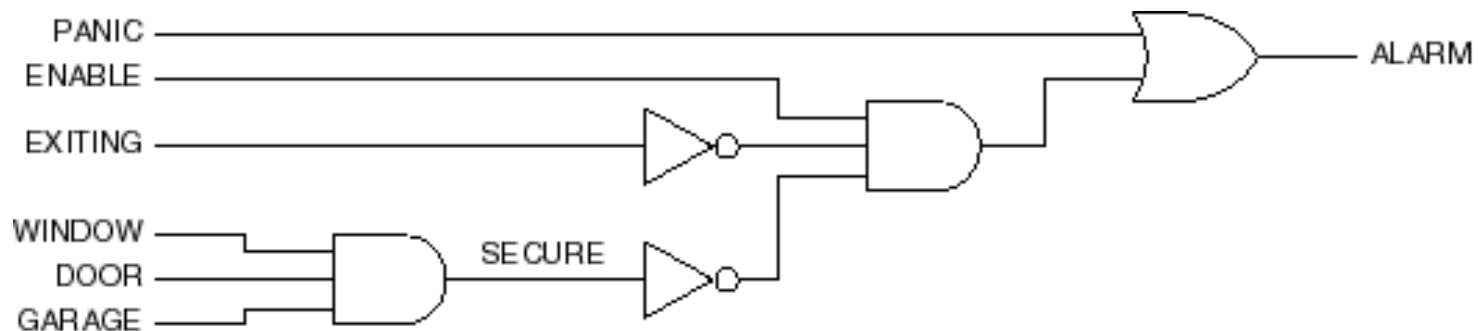 PANIC
ENABLE
EXITING
WINDOW
DOOR
GARAGE
SECURE
ALARM